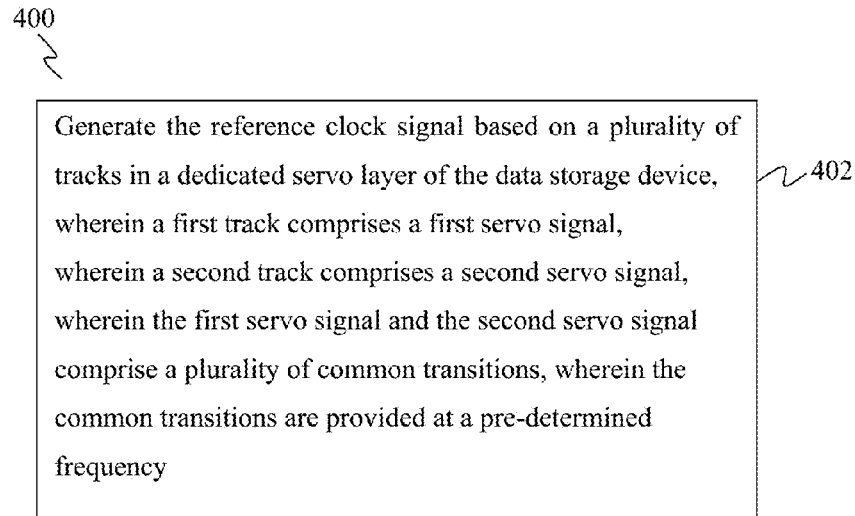 400
Generate the reference clock signal based on a plurality of
tracks in a dedicated servo layer of the data storage device,
402
wherein a first track comprises a first servo signal,
wherein a second track comprises a second servo signal,
wherein the first servo signal and the second servo signal
comprise a plurality of common transitions, wherein the
common transitions are provided at a pre-determined
frequency